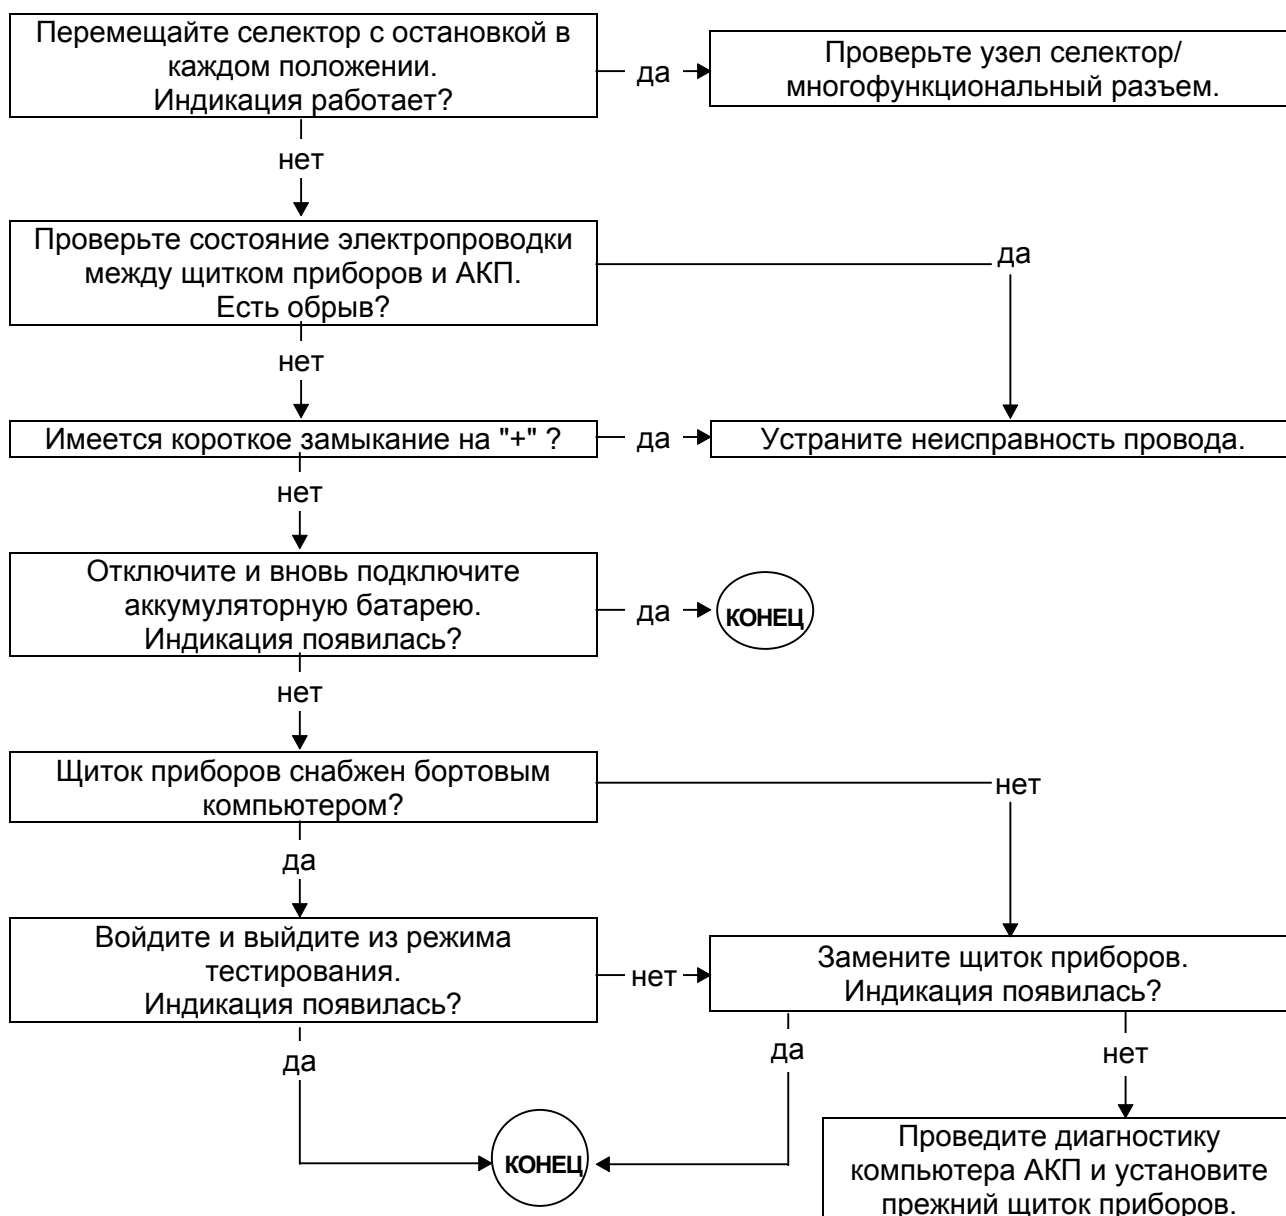 Перемещайте селектор с остановкой в
каждом положении.
Индикация работает?
да
Проверьте узел селектор/
многофункциональный разъем.
нет
Проверьте состояние электропроводки
между щитком приборов и АКП.
Есть обрыв?
да
нет
Имеется короткое замыкание на "+" ?
да
Устраните неисправность провода.
нет
Отключите и вновь подключите
аккумуляторную батарею.
Индикация появилась?
да
КОНЕЦ
нет
Щиток приборов снабжен бортовым
компьютером?
нет
да
Войдите и выйдите из режима
тестирования.
Индикация появилась?
нет
Замените щиток приборов.
Индикация появилась?
да
да
нет
КОНЕЦ
Проведите диагностику
компьютера АКП и установите
прежний щиток приборов.